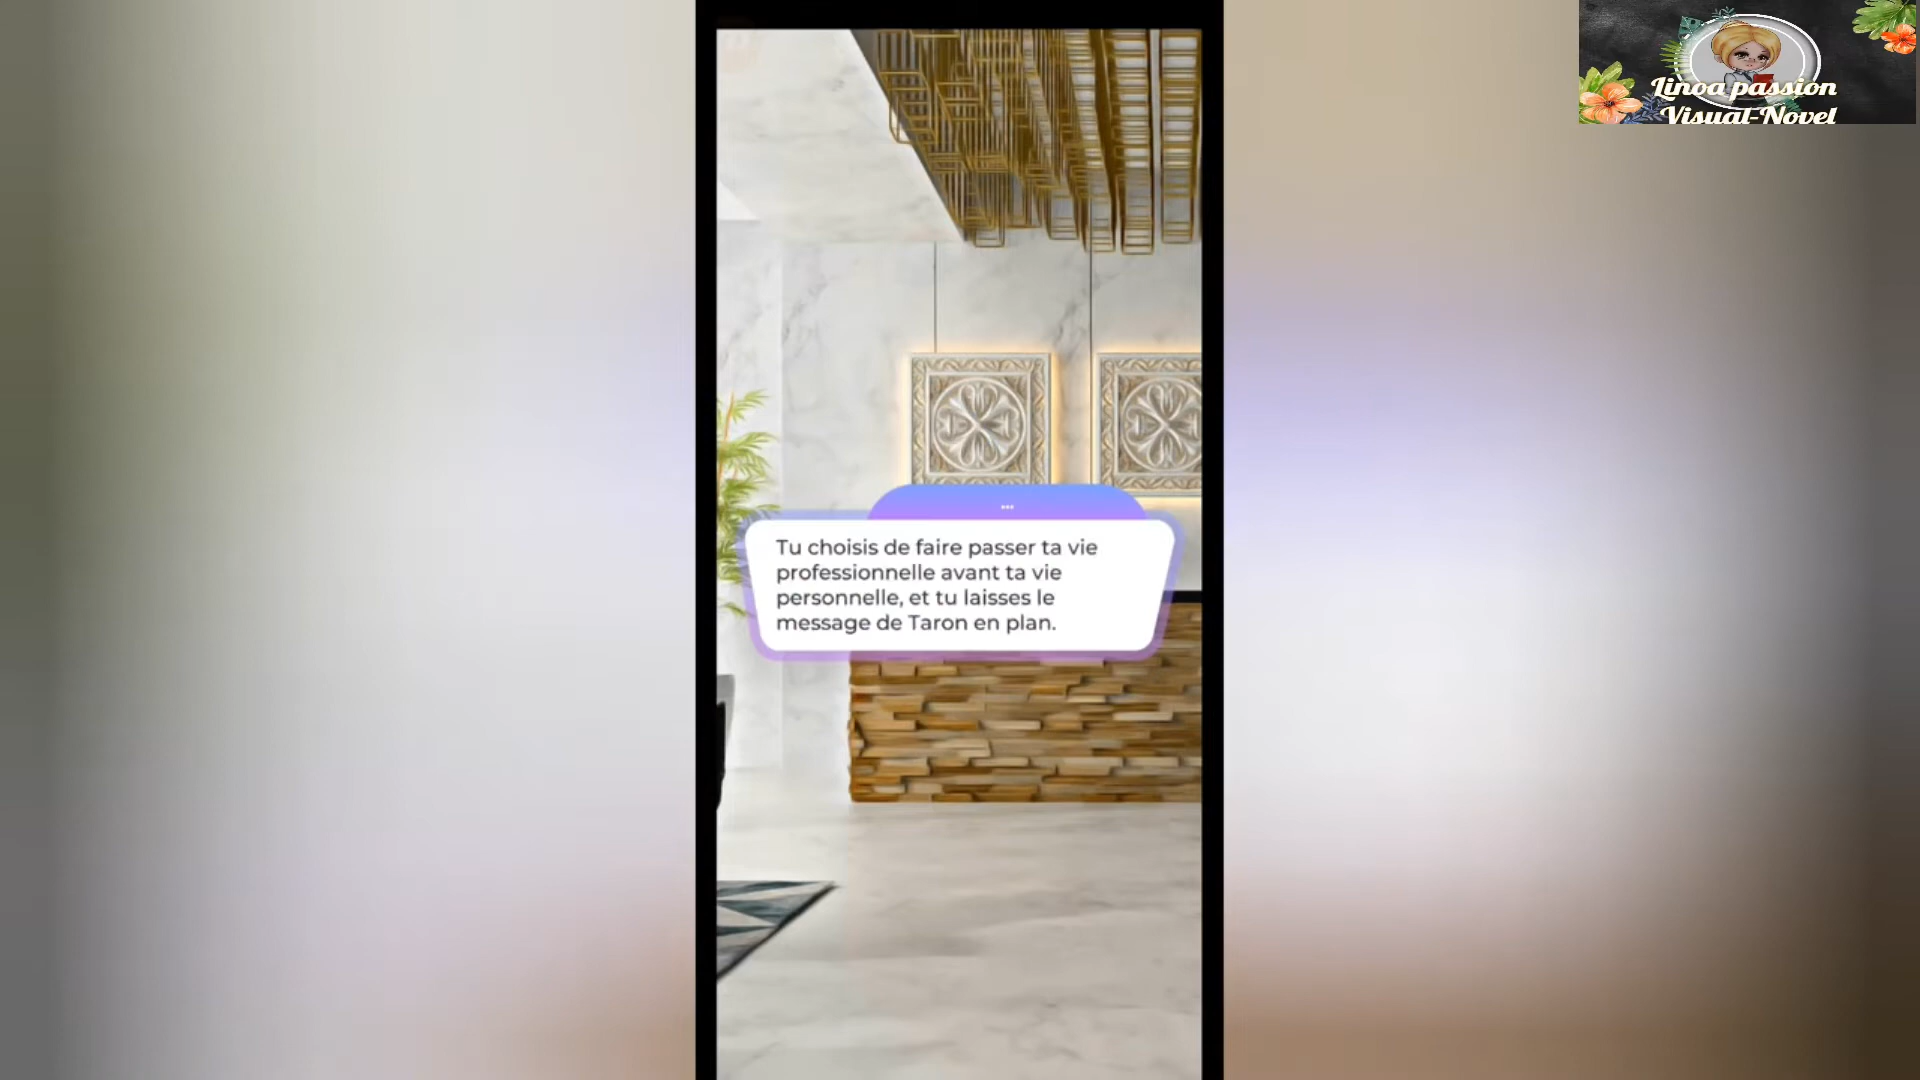 Linoa passion
Visual-Novel
...
Tu choisis de faire passer ta vie
professionnelle avant ta vie
personnelle, et tu laisses le
message de Taron en plan.